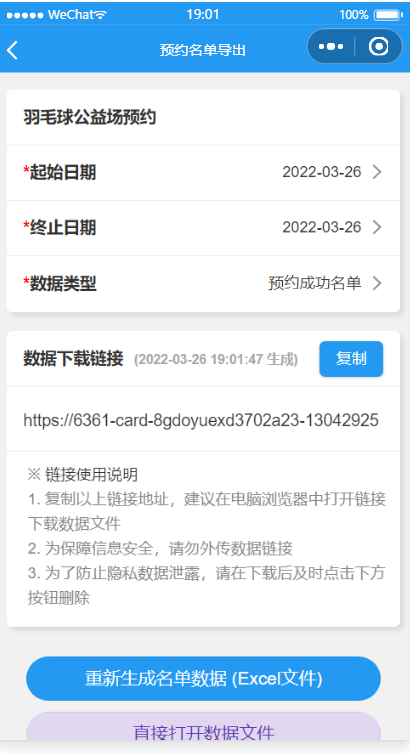 WeChat 19:01 100%
预约名单导出
羽毛球公益场预约
*起始日期 2022-03-26
*终止日期 2022-03-26
*数据类型 预约成功名单
数据下载链接 (2022-03-26 19:01:47 生成) 复制
https://6361-card-8gdoyuexd3702a23-13042925
※ 链接使用说明
1. 复制以上链接地址，建议在电脑浏览器中打开链接
下载数据文件
2. 为保障信息安全，请勿外传数据链接
3. 为了防止隐私数据泄露，请在下载后及时点击下方
按钮删除
重新生成名单数据 (Excel文件)
直接打开数据文件